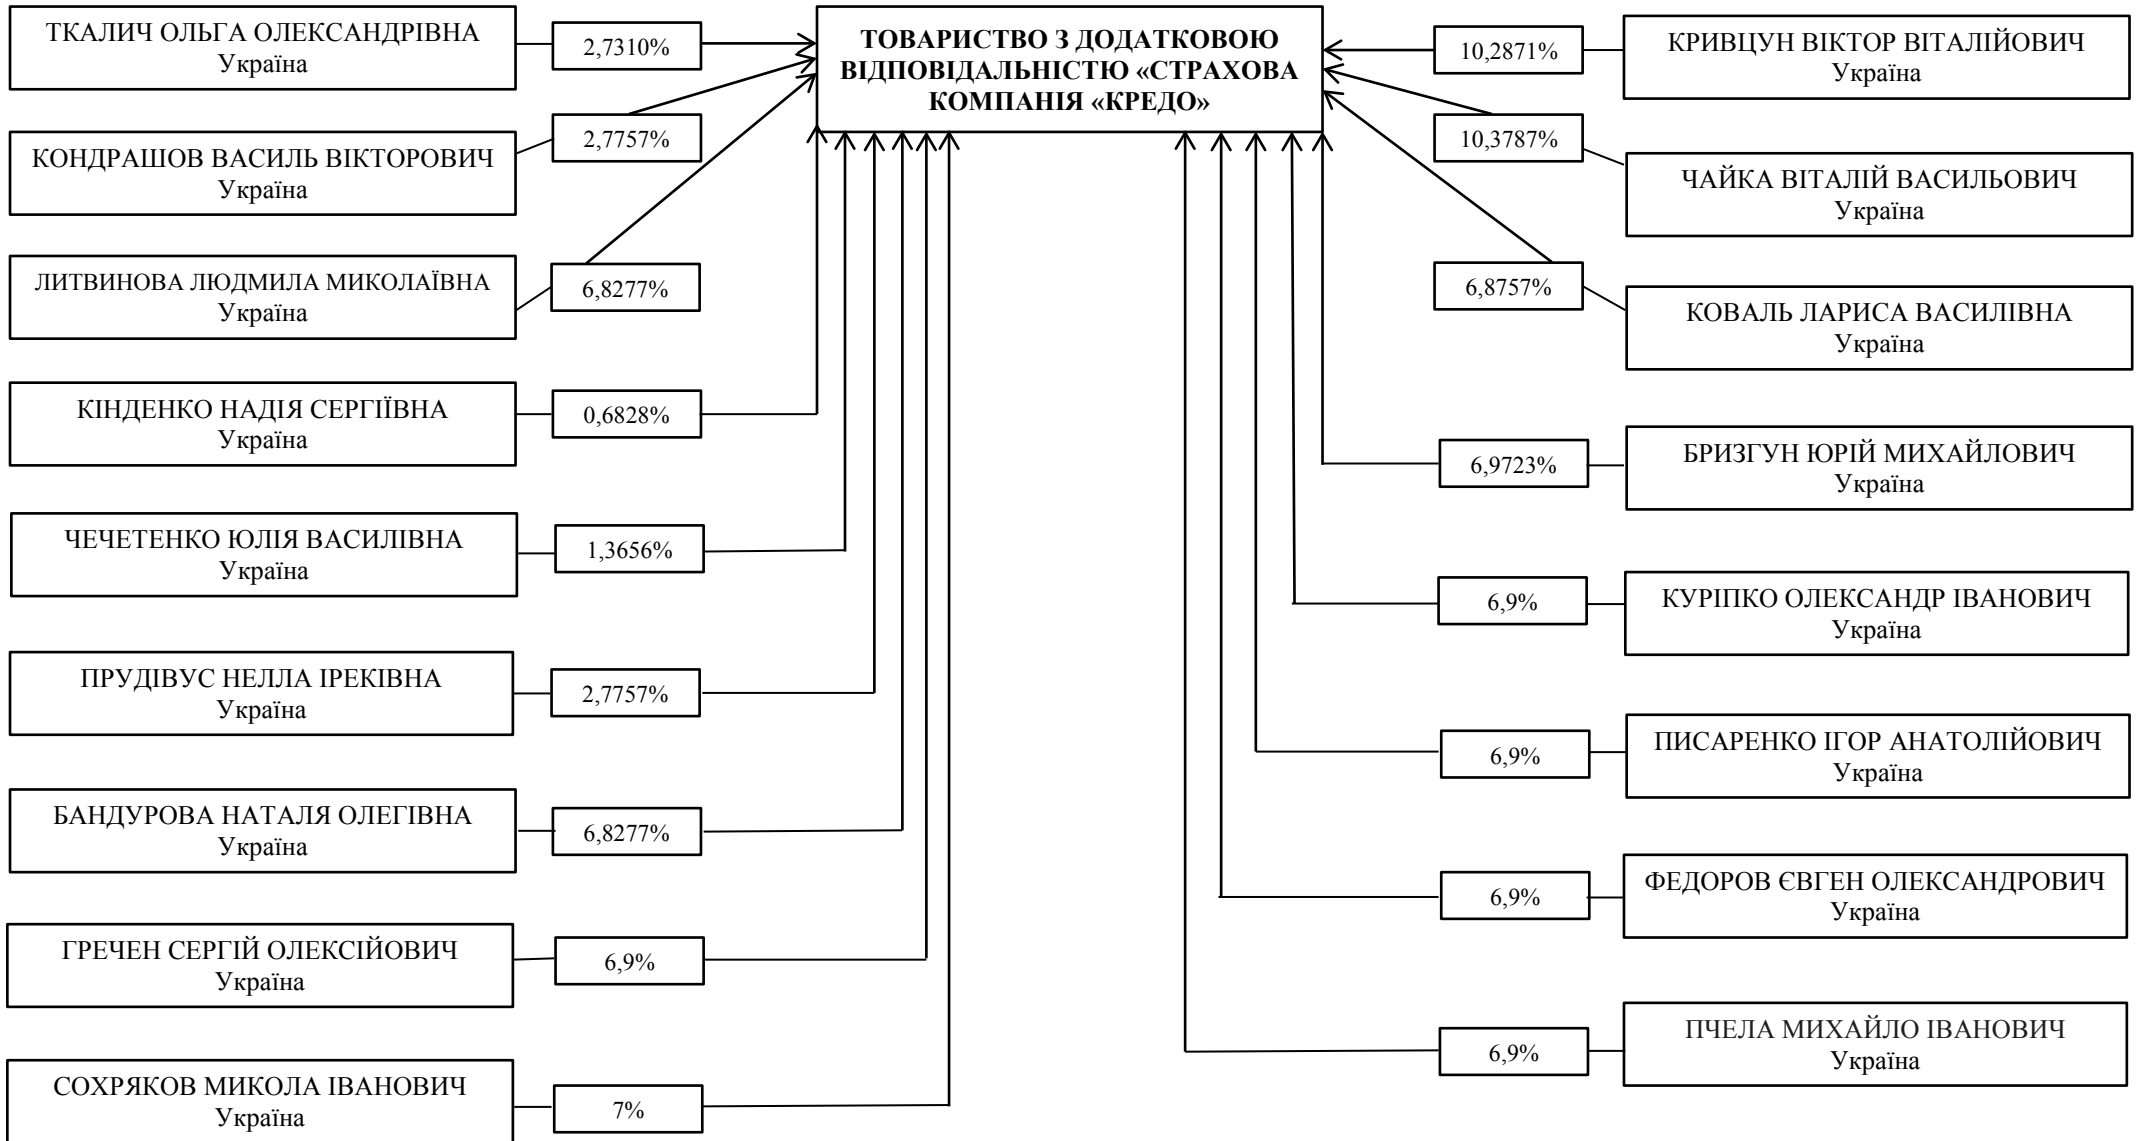 ТКАЛИЧ ОЛЬГА ОЛЕКСАНДРІВНА
Україна
2,7310%
ТОВАРИСТВО З ДОДАТКОВОЮ
ВІДПОВІДАЛЬНІСТЮ «СТРАХОВА
КОМПАНІЯ «КРЕДО»
10,2871%
КРИВЦУН ВІКТОР ВІТАЛІЙОВИЧ
Україна
КОНДРАШОВ ВАСИЛЬ ВІКТОРОВИЧ
Україна
2,7757%
10,3787%
ЧАЙКА ВІТАЛІЙ ВАСИЛЬОВИЧ
Україна
ЛИТВИНОВА ЛЮДМИЛА МИКОЛАЇВНА
Україна
6,8277%
6,8757%
КОВАЛЬ ЛАРИСА ВАСИЛІВНА
Україна
КІНДЕНКО НАДІЯ СЕРГІЇВНА
Україна
0,6828%
6,9723%
БРИЗГУН ЮРІЙ МИХАЙЛОВИЧ
Україна
ЧЕЧЕТЕНКО ЮЛІЯ ВАСИЛІВНА
Україна
1,3656%
6,9%
КУРІПКО ОЛЕКСАНДР ІВАНОВИЧ
Україна
ПРУДІВУС НЕЛЛА ІРЕКІВНА
Україна
2,7757%
6,9%
ПИСАРЕНКО ІГОР АНАТОЛІЙОВИЧ
Україна
БАНДУРОВА НАТАЛЯ ОЛЕГІВНА
Україна
6,8277%
6,9%
ФЕДОРОВ ЄВГЕН ОЛЕКСАНДРОВИЧ
Україна
ГРЕЧЕН СЕРГІЙ ОЛЕКСІЙОВИЧ
Україна
6,9%
6,9%
ПЧЕЛА МИХАЙЛО ІВАНОВИЧ
Україна
СОХРЯКОВ МИКОЛА ІВАНОВИЧ
Україна
7%